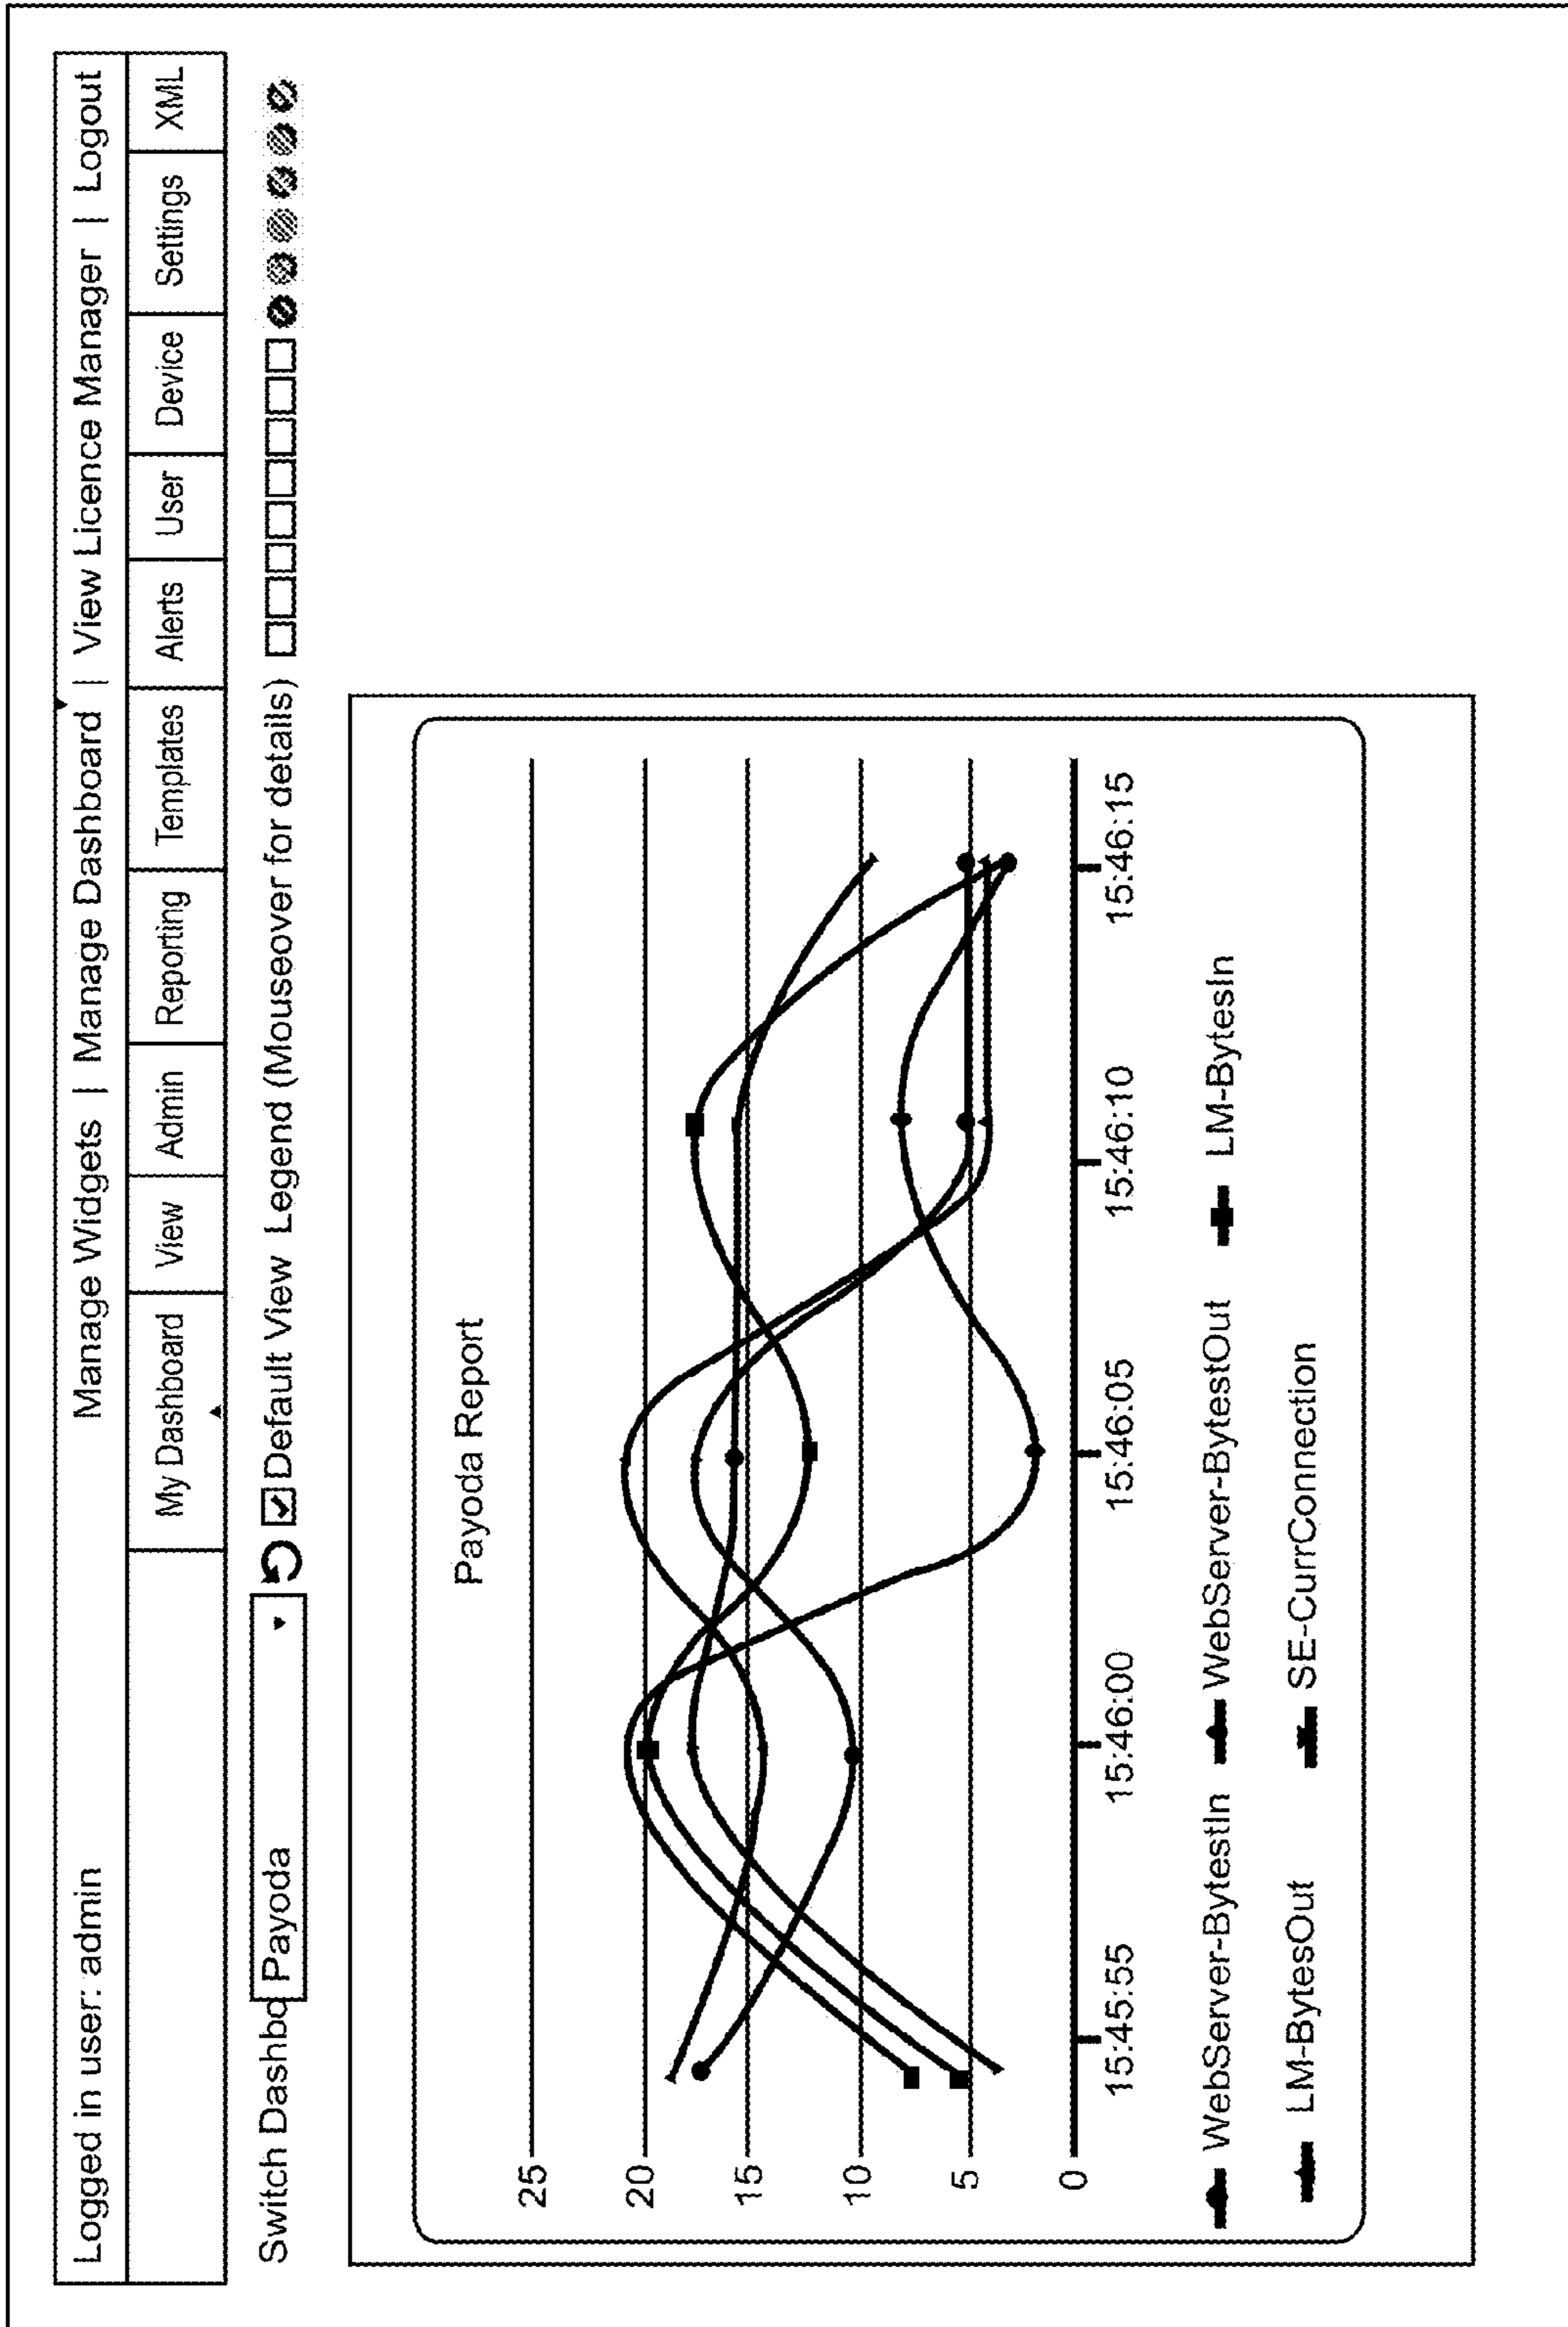 Logged in user: admin
Manage Widgets | Manage Dashboard | View Licence Manager | Logout
My Dashboard View Admin Reporting Templates Alerts User Device Settings XML
Switch Dashbo Payoda Default View Legend (Mouseover for details)
Payoda Report
25
20
15
10
5
0
15:45:55 15:46:00 15:46:05 15:46:10 15:46:15
WebServer-BytestIn WebServer-BytestOut LM-BytesIn
LM-BytesOut SE-CurrConnection